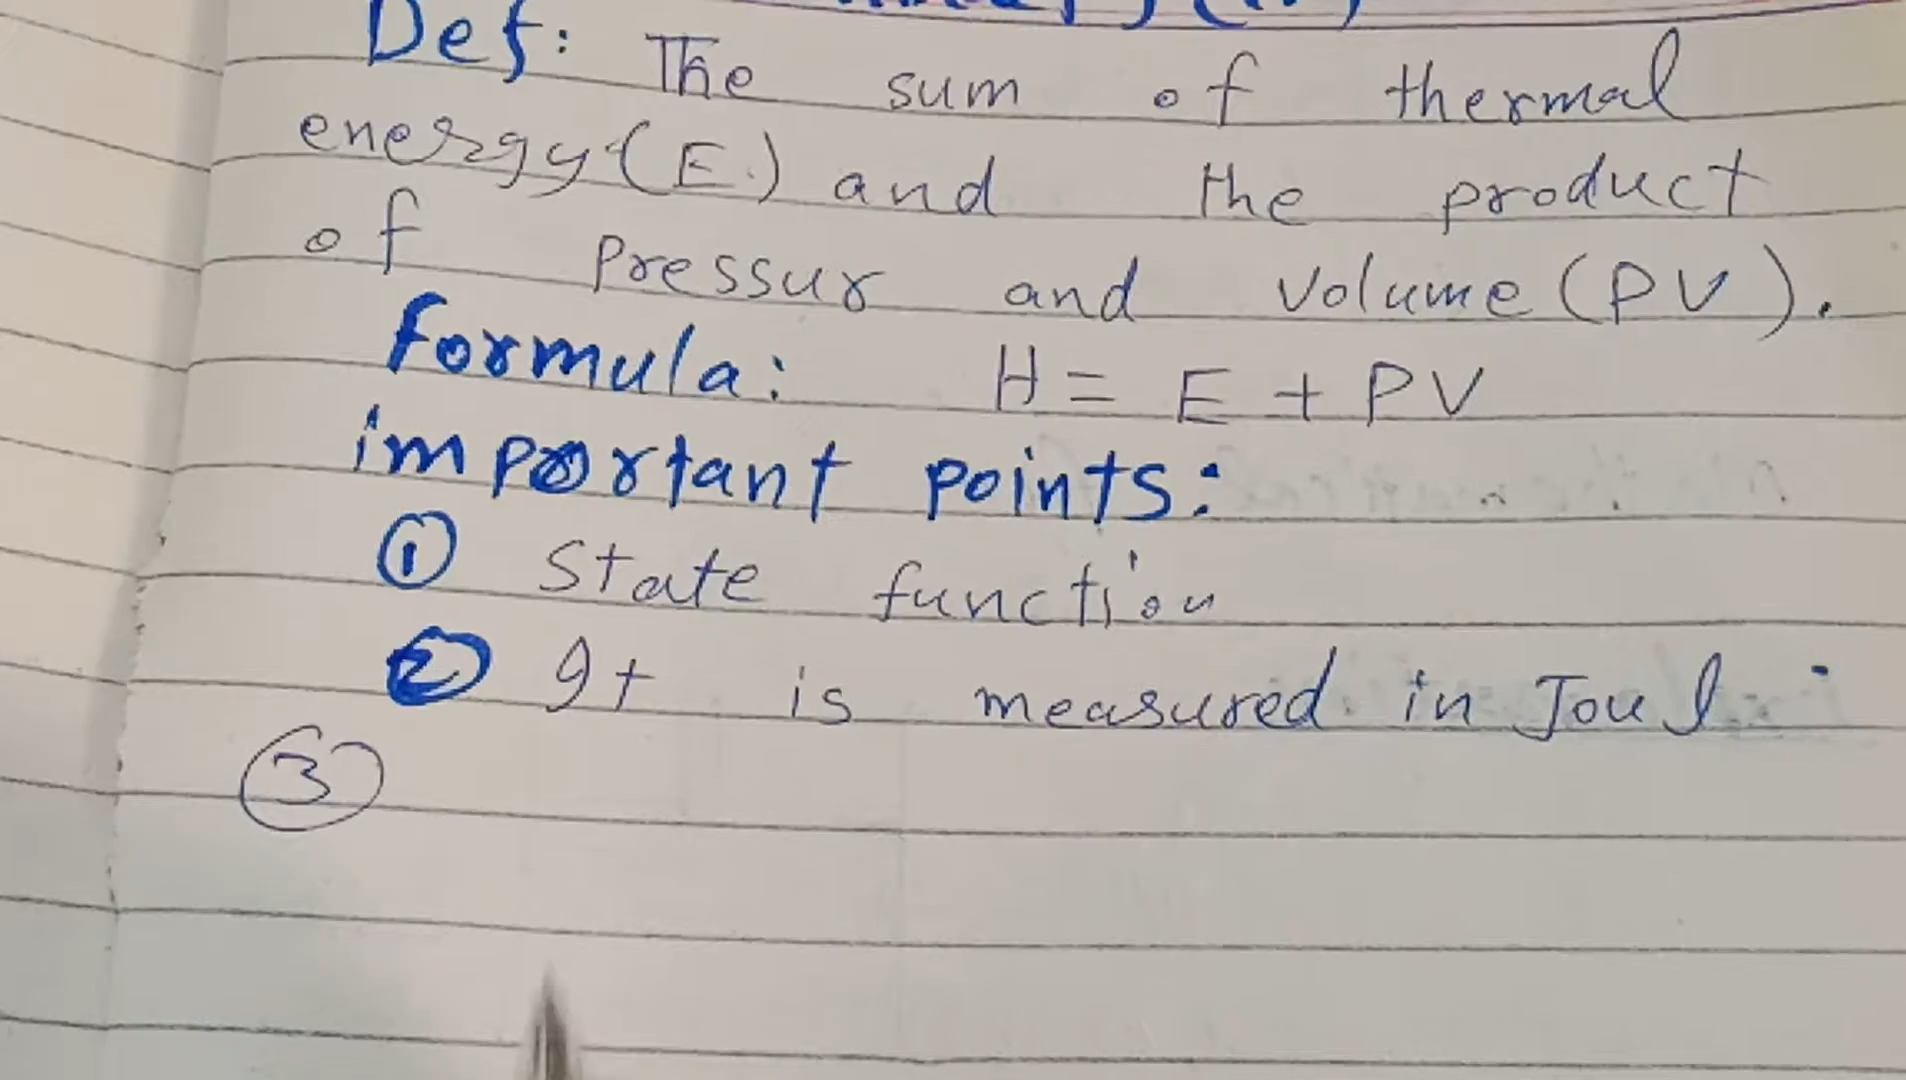 Def: The sum of thermal
energy (E) and the product
of Pressur and Volume (PV).
Formula: H = E + PV
important points:
① State function
② It is measured in Joul
③